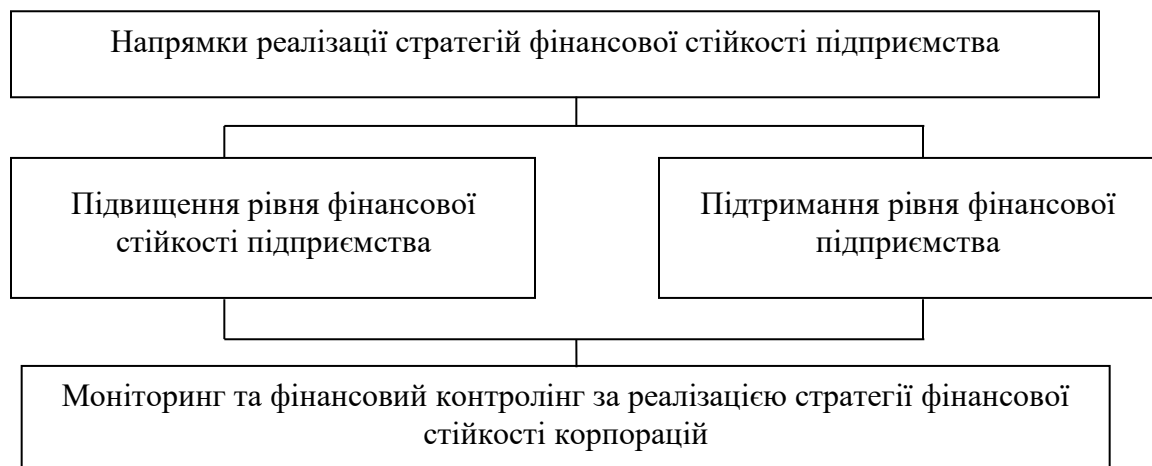 Напрямки реалізації стратегій фінансової стійкості підприємства
Підвищення рівня фінансової
стійкості підприємства
Підтримання рівня фінансової
підприємства
Моніторинг та фінансовий контролінг за реалізацією стратегії фінансової
стійкості корпорацій